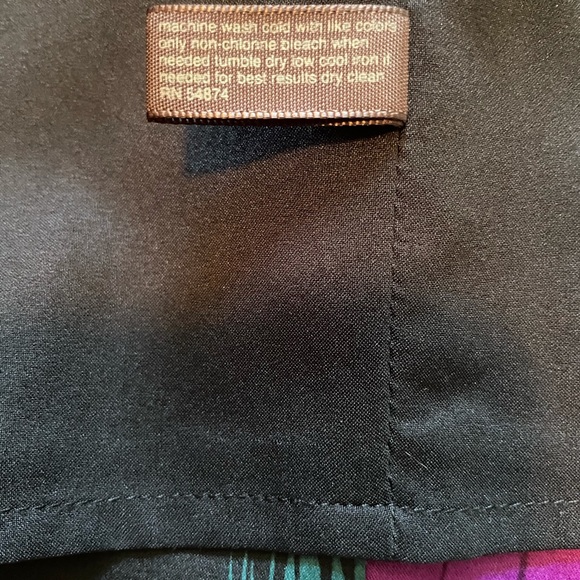 machine wash cold with like colors
only non-chlorine bleach when
needed tumble dry low cool iron if
needed for best results dry clean
RN 54874